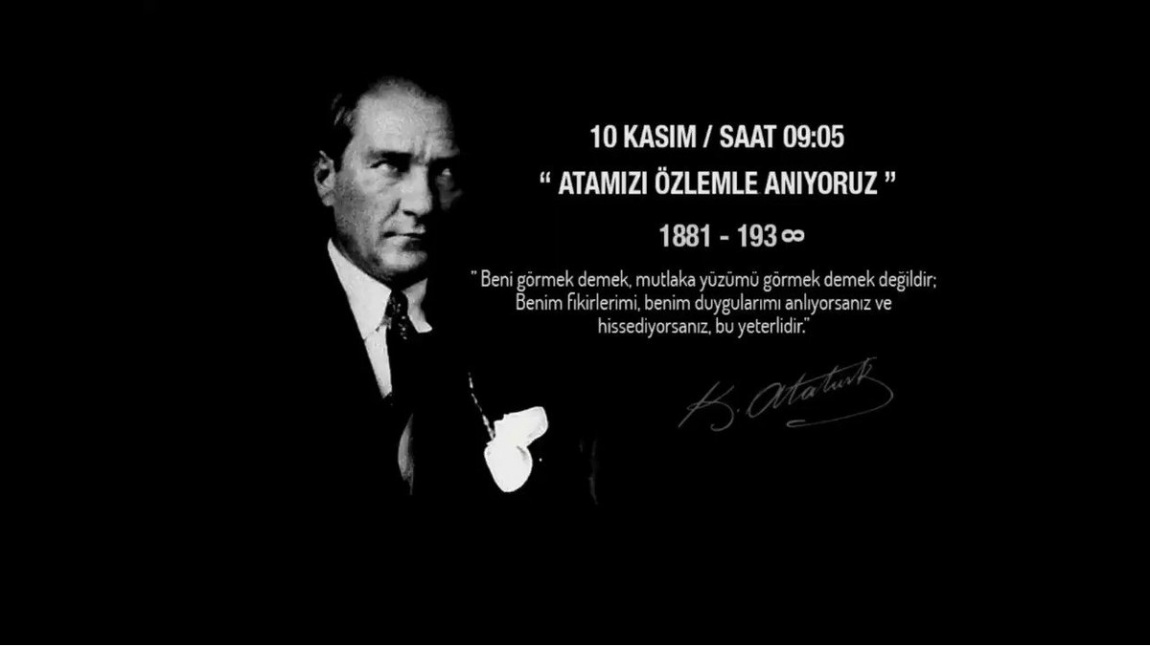 10 KASIM / SAAT 09:05
“ ATAMIZI ÖZLEMLE ANIYORUZ ”
1881 - 193∞
” Beni görmek demek, mutlaka yüzümü görmek demek değildir;
Benim fikirlerimi, benim duygularımı anlıyorsanız ve
hissediyorsanız, bu yeterlidir.”
K. Atatürk